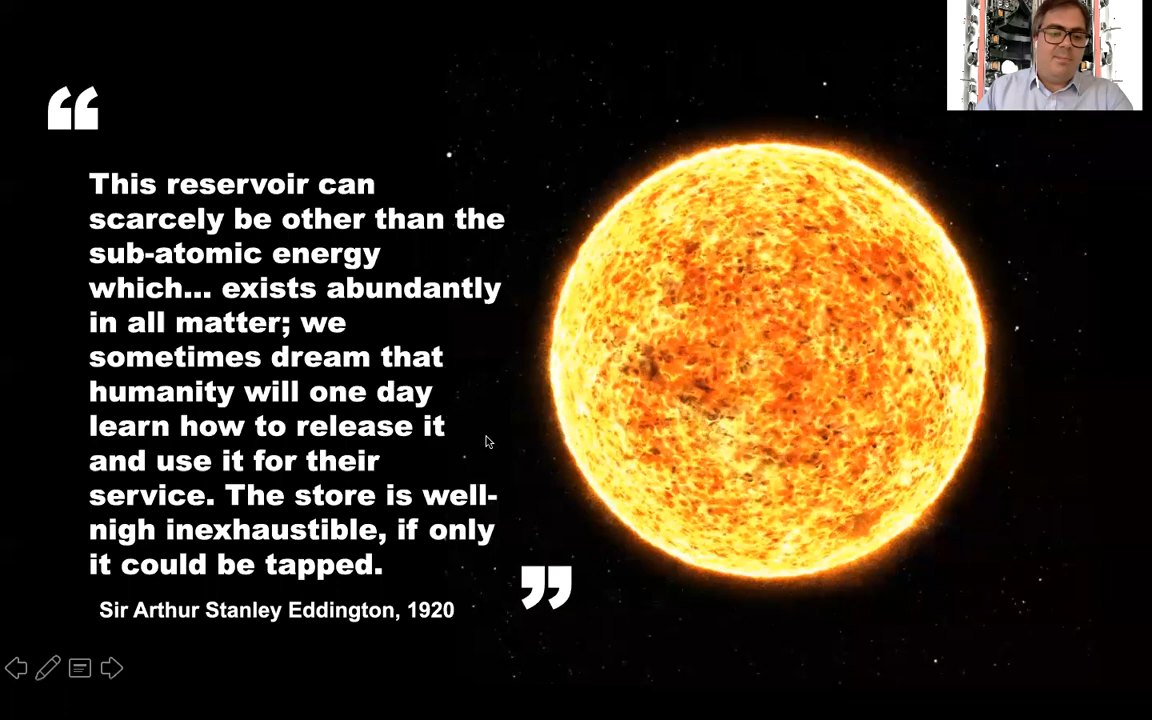 “
This reservoir can
scarcely be other than the
sub-atomic energy
which... exists abundantly
in all matter; we
sometimes dream that
humanity will one day
learn how to release it
and use it for their
service. The store is well-
nigh inexhaustible, if only
it could be tapped.
”
Sir Arthur Stanley Eddington, 1920